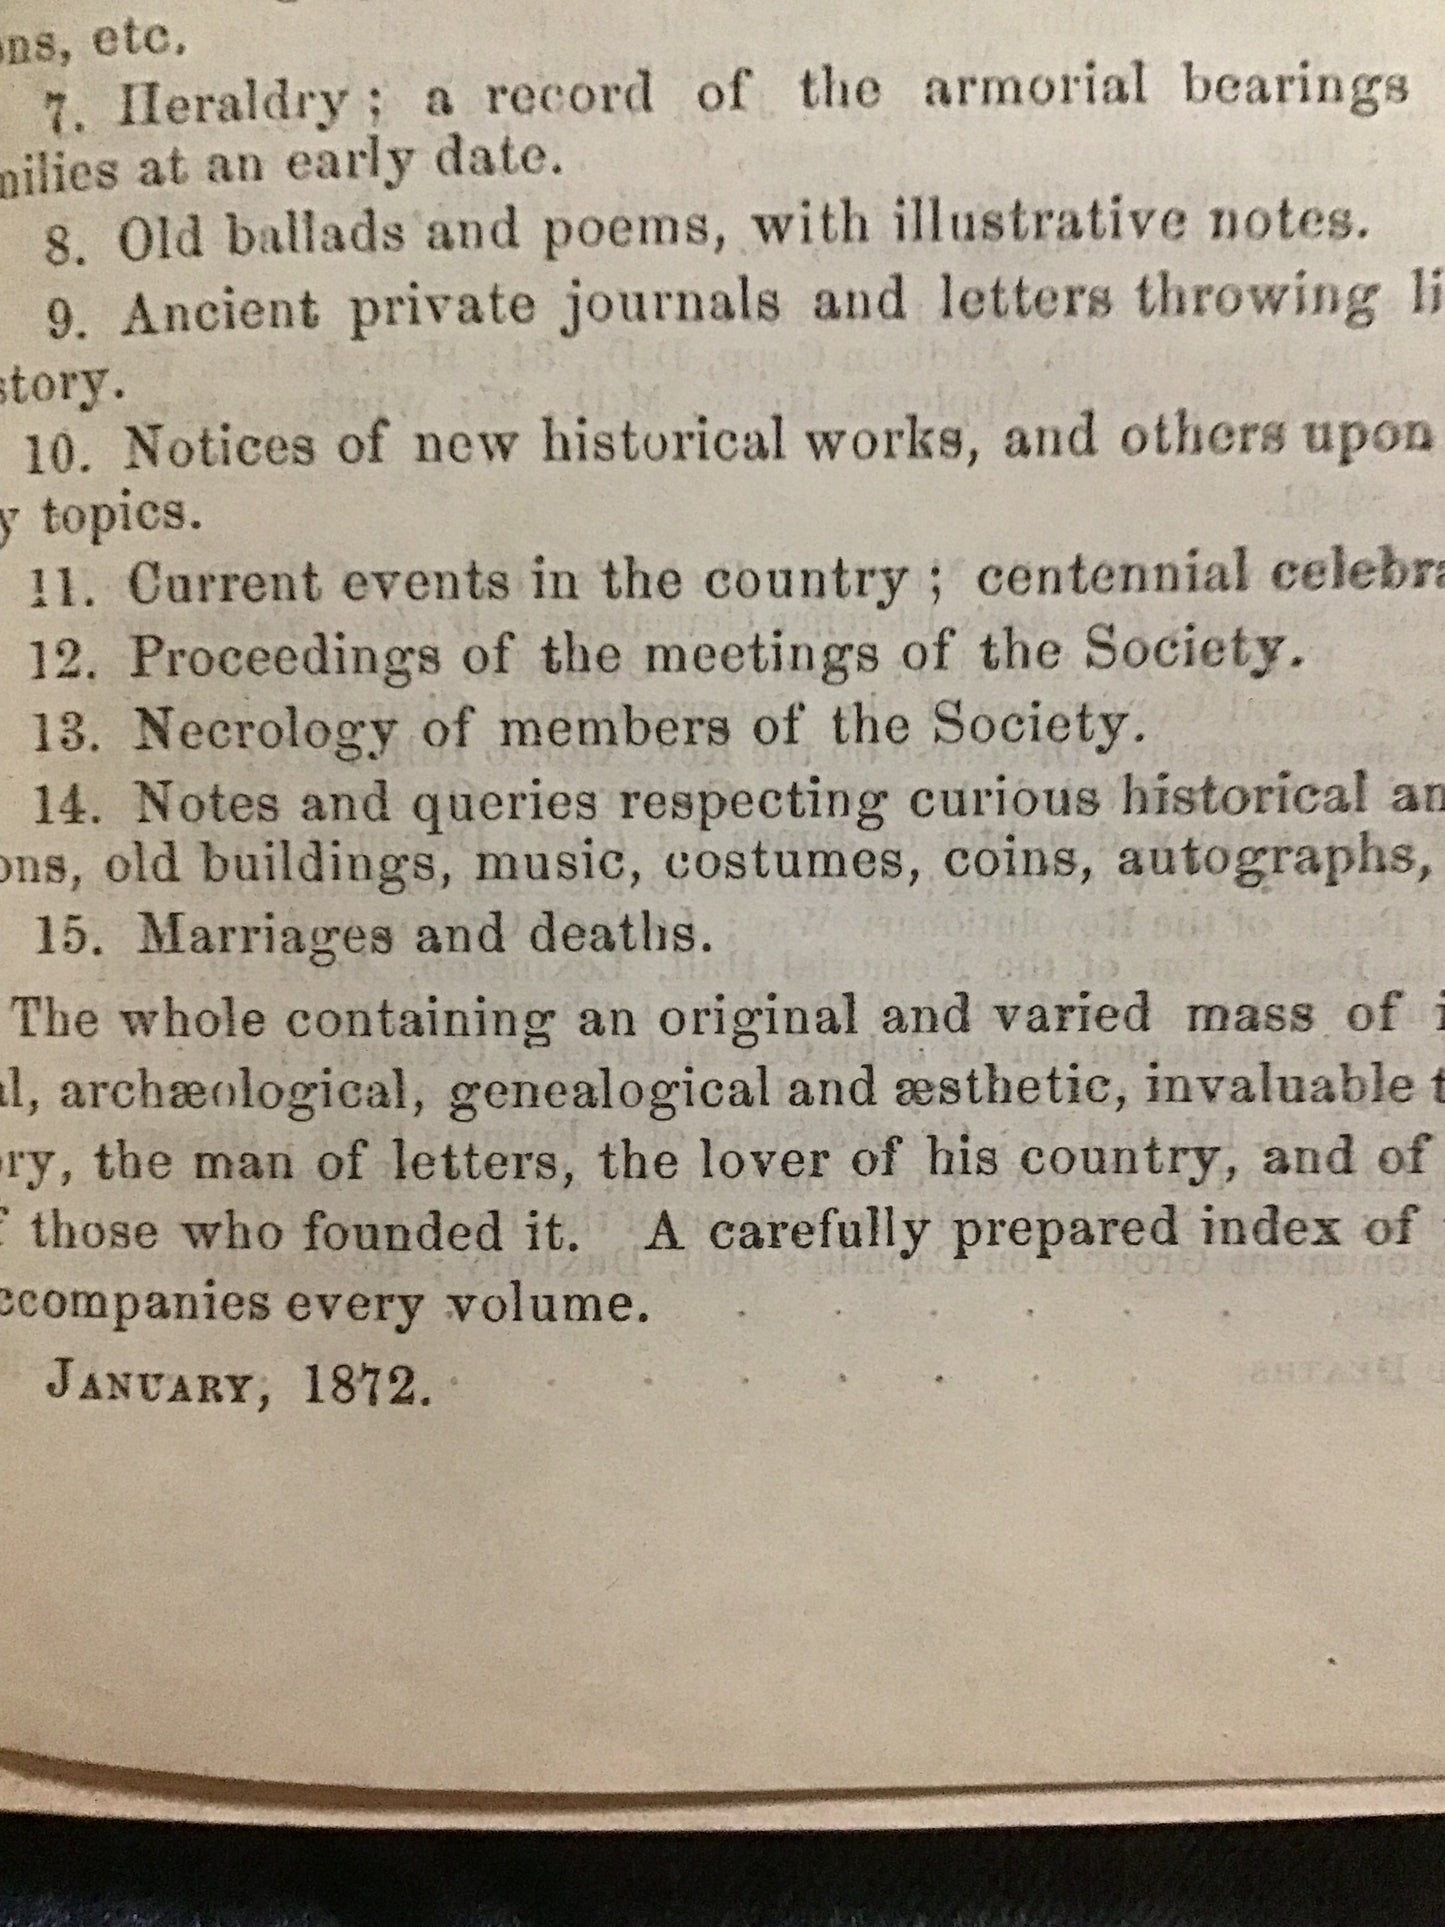 ons, etc.
7. Heraldry; a record of the armorial bearings
milies at an early date.
8. Old ballads and poems, with illustrative notes.
9. Ancient private journals and letters throwing li
story.
10. Notices of new historical works, and others upon
y topics.
11. Current events in the country; centennial celebra
12. Proceedings of the meetings of the Society.
13. Necrology of members of the Society.
14. Notes and queries respecting curious historical an
ons, old buildings, music, costumes, coins, autographs,
15. Marriages and deaths.
The whole containing an original and varied mass of i
al, archæological, genealogical and æsthetic, invaluable t
ory, the man of letters, the lover of his country, and of
f those who founded it. A carefully prepared index of
ccompanies every volume.
JANUARY, 1872.